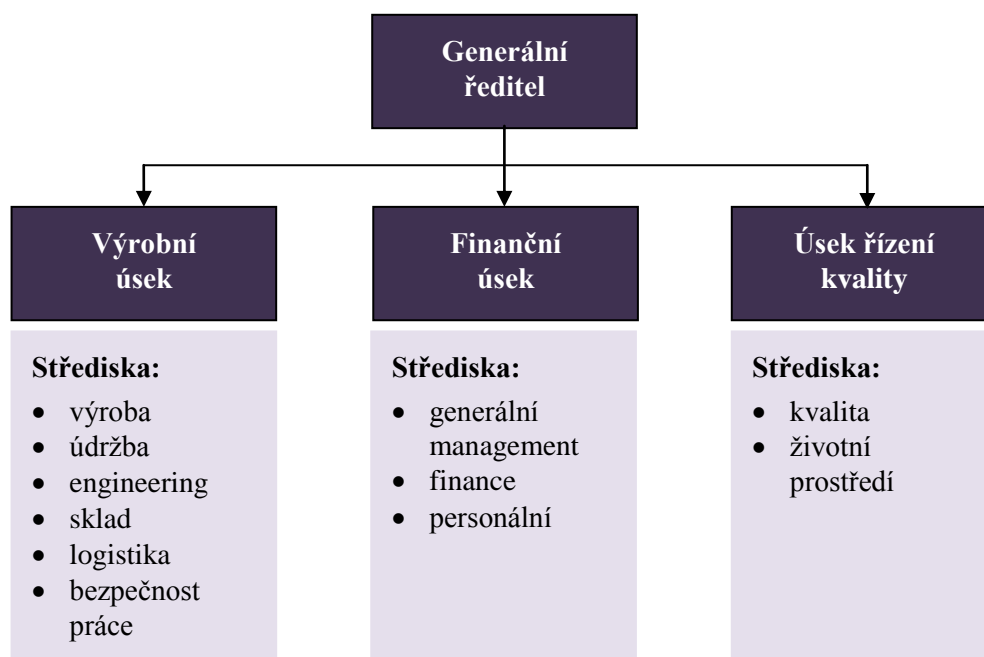 Generální
ředitel
Výrobní
úsek
Finanční
úsek
Úsek řízení
kvality
Střediska:
• výroba
• údržba
• engineering
• sklad
• logistika
• bezpečnost
práce
Střediska:
• generální
management
• finance
• personální
Střediska:
• kvalita
• životní
prostředí